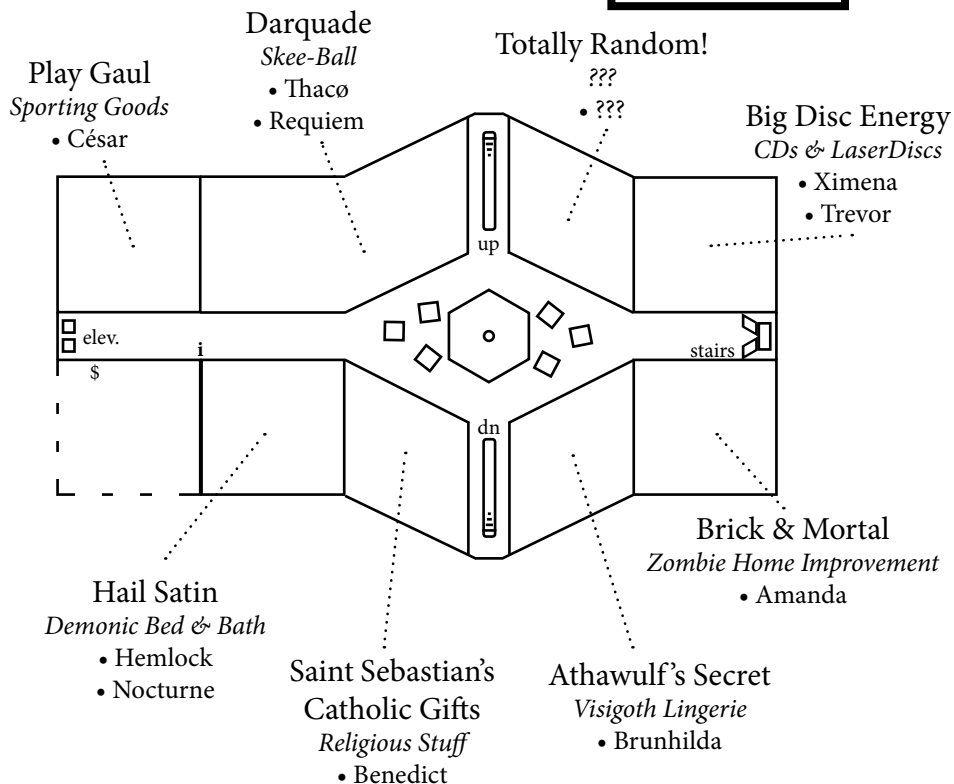 Darquade
Skee-Ball
• Thacø
• Requiem
Totally Random!
???
• ???
Play Gaul
Sporting Goods
• César
Big Disc Energy
CDs & LaserDiscs
• Ximena
• Trevor
up
elev.
$
i
stairs
dn
Brick & Mortal
Zombie Home Improvement
• Amanda
Hail Satin
Demonic Bed & Bath
• Hemlock
• Nocturne
Saint Sebastian’s
Catholic Gifts
Religious Stuff
• Benedict
Athawulf’s Secret
Visigoth Lingerie
• Brunhilda